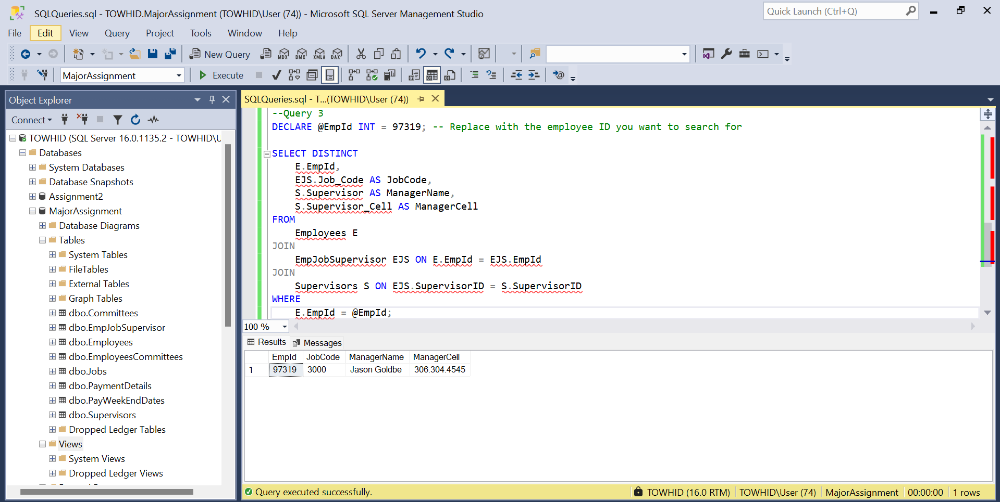 SQLQueries.sql - TOWHID.MajorAssignment (TOWHID\User (74)) - Microsoft SQL Server Management Studio
Quick Launch (Ctrl+Q)
File Edit View Query Project Tools Window Help
New Query MDX DMX XMLA DAX
MajorAssignment Execute
Object Explorer
Connect
TOWHID (SQL Server 16.0.1135.2 - TOWHID\U
Databases
System Databases
Database Snapshots
Assignment2
MajorAssignment
Database Diagrams
Tables
System Tables
FileTables
External Tables
Graph Tables
dbo.Committees
dbo.EmpJobSupervisor
dbo.Employees
dbo.EmployeesCommittees
dbo.Jobs
dbo.PaymentDetails
dbo.PayWeekEndDates
dbo.Supervisors
Dropped Ledger Tables
Views
System Views
Dropped Ledger Views
SQLQueries.sql - T...(TOWHID\User (74))
--Query 3
DECLARE @EmpId INT = 97319; -- Replace with the employee ID you want to search for
SELECT DISTINCT
E.EmpId,
EJS.Job_Code AS JobCode,
S.Supervisor AS ManagerName,
S.Supervisor_Cell AS ManagerCell
FROM
Employees E
JOIN
EmpJobSupervisor EJS ON E.EmpId = EJS.EmpId
JOIN
Supervisors S ON EJS.SupervisorID = S.SupervisorID
WHERE
E.EmpId = @EmpId;
100 %
Results Messages
EmpId JobCode ManagerName ManagerCell
1 97319 3000 Jason Goldbe 306.304.4545
Query executed successfully. TOWHID (16.0 RTM) TOWHID\User (74) MajorAssignment 00:00:00 1 rows